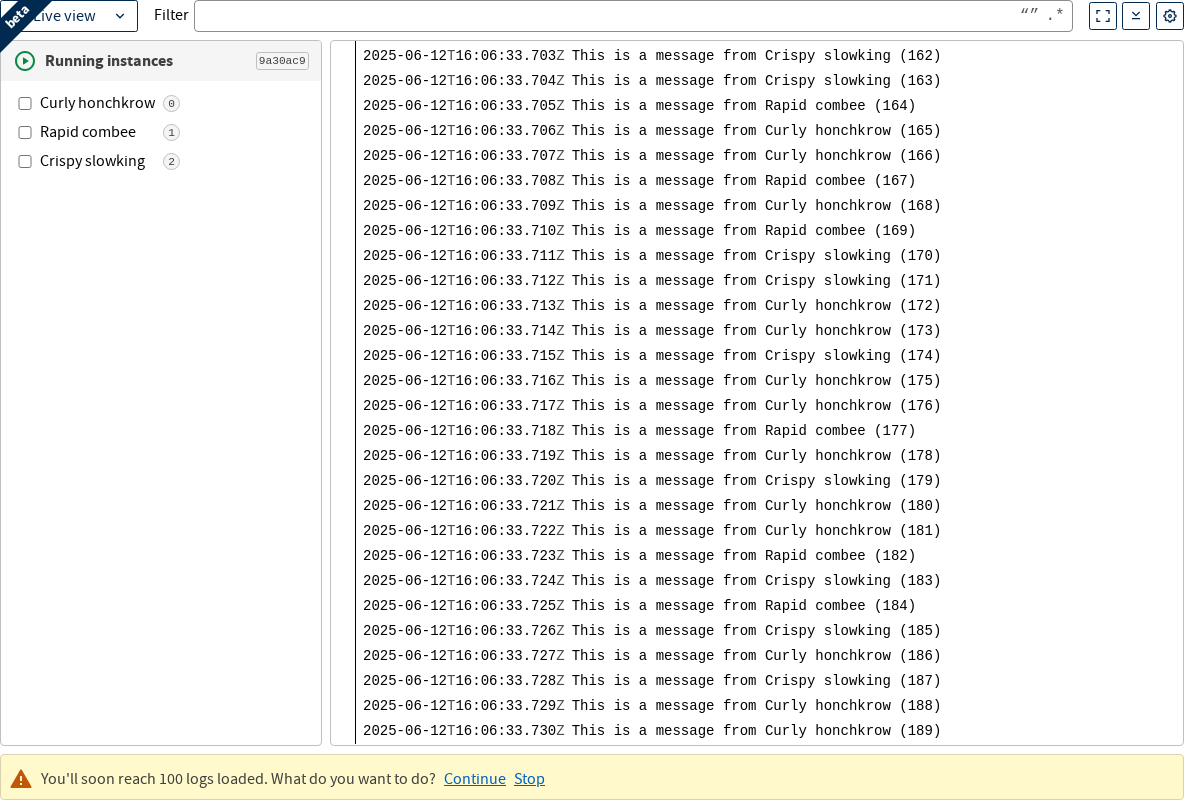 beta
Live view
Filter
“” .*
Running instances
9a30ac9
Curly honchkrow 0
Rapid combee 1
Crispy slowking 2
2025-06-12T16:06:33.703Z This is a message from Crispy slowking (162)
2025-06-12T16:06:33.704Z This is a message from Crispy slowking (163)
2025-06-12T16:06:33.705Z This is a message from Rapid combee (164)
2025-06-12T16:06:33.706Z This is a message from Curly honchkrow (165)
2025-06-12T16:06:33.707Z This is a message from Curly honchkrow (166)
2025-06-12T16:06:33.708Z This is a message from Rapid combee (167)
2025-06-12T16:06:33.709Z This is a message from Curly honchkrow (168)
2025-06-12T16:06:33.710Z This is a message from Rapid combee (169)
2025-06-12T16:06:33.711Z This is a message from Crispy slowking (170)
2025-06-12T16:06:33.712Z This is a message from Crispy slowking (171)
2025-06-12T16:06:33.713Z This is a message from Curly honchkrow (172)
2025-06-12T16:06:33.714Z This is a message from Curly honchkrow (173)
2025-06-12T16:06:33.715Z This is a message from Crispy slowking (174)
2025-06-12T16:06:33.716Z This is a message from Curly honchkrow (175)
2025-06-12T16:06:33.717Z This is a message from Curly honchkrow (176)
2025-06-12T16:06:33.718Z This is a message from Rapid combee (177)
2025-06-12T16:06:33.719Z This is a message from Curly honchkrow (178)
2025-06-12T16:06:33.720Z This is a message from Crispy slowking (179)
2025-06-12T16:06:33.721Z This is a message from Curly honchkrow (180)
2025-06-12T16:06:33.722Z This is a message from Curly honchkrow (181)
2025-06-12T16:06:33.723Z This is a message from Rapid combee (182)
2025-06-12T16:06:33.724Z This is a message from Crispy slowking (183)
2025-06-12T16:06:33.725Z This is a message from Rapid combee (184)
2025-06-12T16:06:33.726Z This is a message from Crispy slowking (185)
2025-06-12T16:06:33.727Z This is a message from Curly honchkrow (186)
2025-06-12T16:06:33.728Z This is a message from Crispy slowking (187)
2025-06-12T16:06:33.729Z This is a message from Curly honchkrow (188)
2025-06-12T16:06:33.730Z This is a message from Curly honchkrow (189)
You'll soon reach 100 logs loaded. What do you want to do? Continue Stop